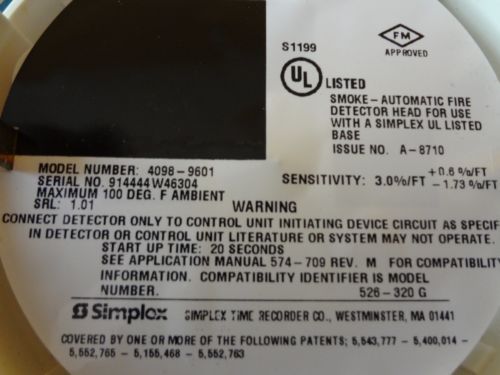 S1199
FM
APPROVED
UL LISTED
SMOKE - AUTOMATIC FIRE
DETECTOR HEAD FOR USE
WITH A SIMPLEX UL LISTED
BASE
ISSUE NO. A-8710
MODEL NUMBER: 4098-9601
SERIAL NO. 914444W46304
MAXIMUM 100 DEG. F AMBIENT
SRL: 1.01
SENSITIVITY: 3.0%/FT +0.6 %/FT
- 1.73 %/FT
WARNING
CONNECT DETECTOR ONLY TO CONTROL UNIT INITIATING DEVICE CIRCUIT AS SPECIF
IN DETECTOR OR CONTROL UNIT LITERATURE OR SYSTEM MAY NOT OPERATE.
START UP TIME: 20 SECONDS
SEE APPLICATION MANUAL 574-709 REV. M FOR COMPATIBILITY
INFORMATION. COMPATIBILITY IDENTIFIER IS MODEL
NUMBER. 526-320 G
Simplex SIMPLEX TIME RECORDER CO., WESTMINSTER, MA 01441
COVERED BY ONE OR MORE OF THE FOLLOWING PATENTS; 5,543,777 - 5,400,014 -
5,552,765 - 5,155,468 - 5,552,763